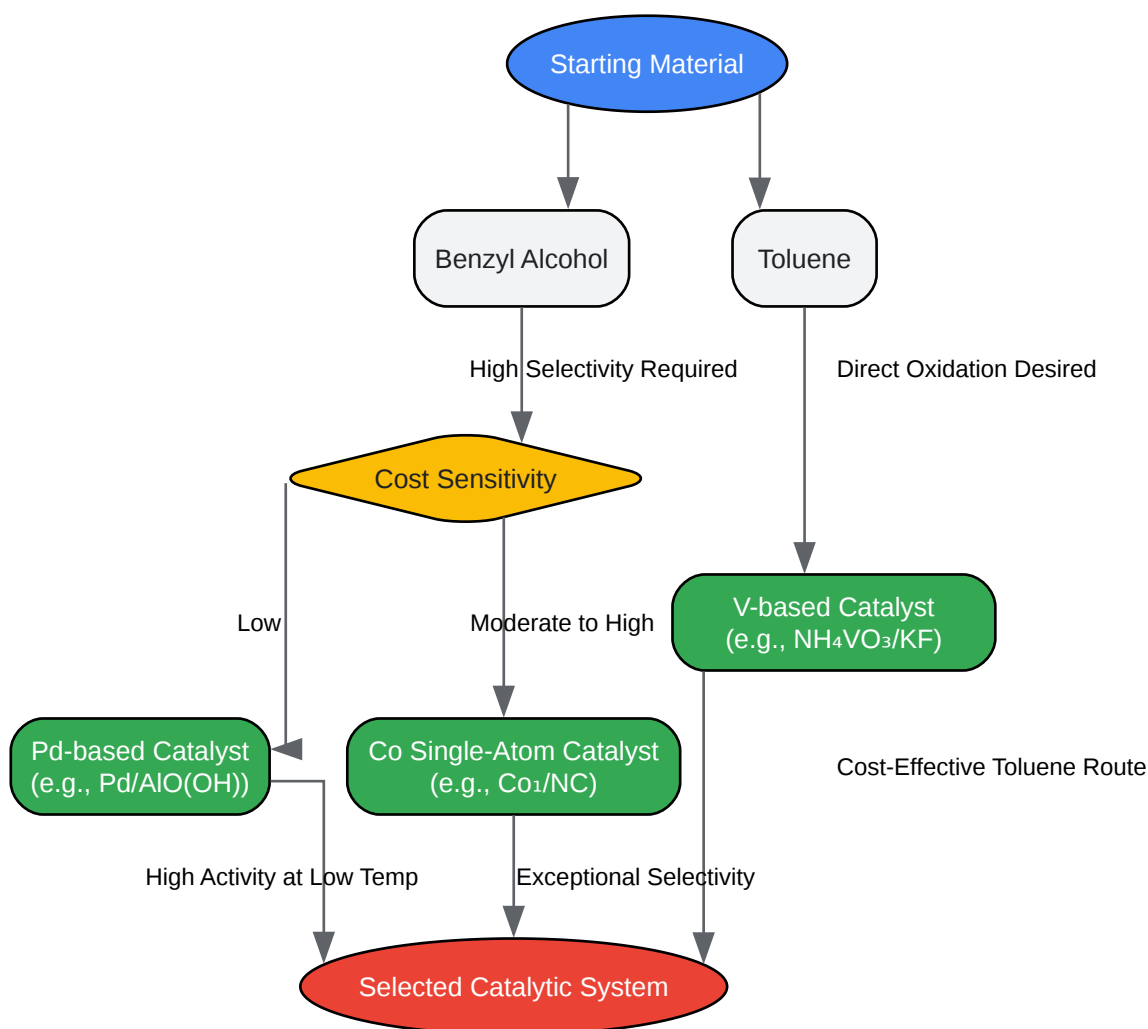 Starting Material
Benzyl Alcohol
Toluene
High Selectivity Required
Direct Oxidation Desired
Cost Sensitivity
Low
Moderate to High
V-based Catalyst
(e.g., NH₄VO₃/KF)
Pd-based Catalyst
(e.g., Pd/AlO(OH))
Co Single-Atom Catalyst
(e.g., Co₁/NC)
Cost-Effective Toluene Route
High Activity at Low Temp
Exceptional Selectivity
Selected Catalytic System